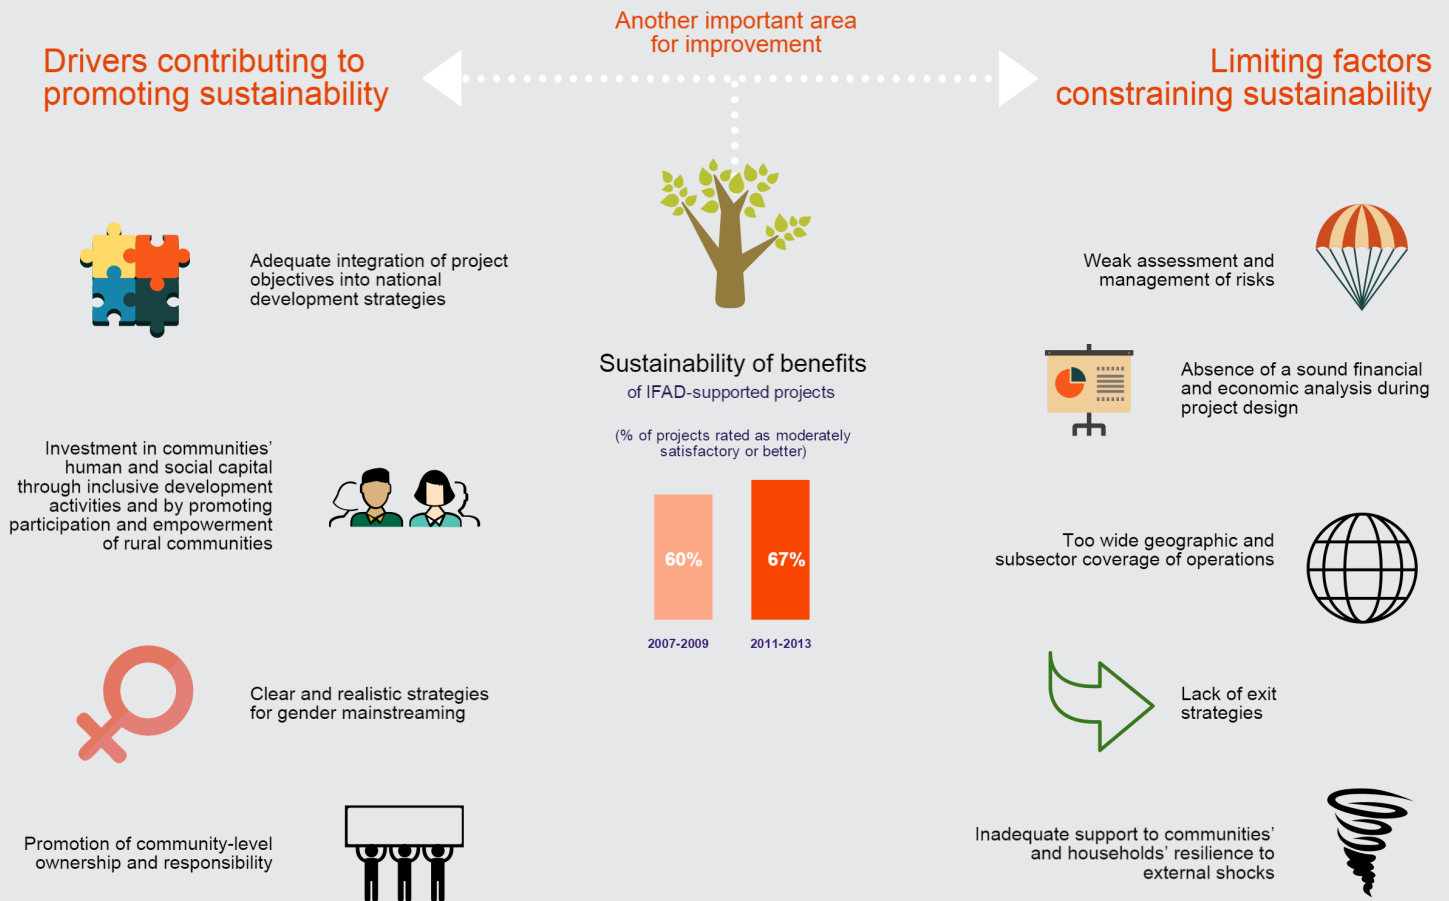 Another important area
for improvement
Drivers contributing to
promoting sustainability
Limiting factors
constraining sustainability
Adequate integration of project
objectives into national
development strategies
Investment in communities’
human and social capital
through inclusive development
activities and by promoting
participation and empowerment
of rural communities
Clear and realistic strategies
for gender mainstreaming
Promotion of community-level
ownership and responsibility
Sustainability of benefits
of IFAD-supported projects
(% of projects rated as moderately
satisfactory or better)
60%
67%
2007-2009
2011-2013
Weak assessment and
management of risks
Absence of a sound financial
and economic analysis during
project design
Too wide geographic and
subsector coverage of operations
Lack of exit
strategies
Inadequate support to communities’
and households’ resilience to
external shocks